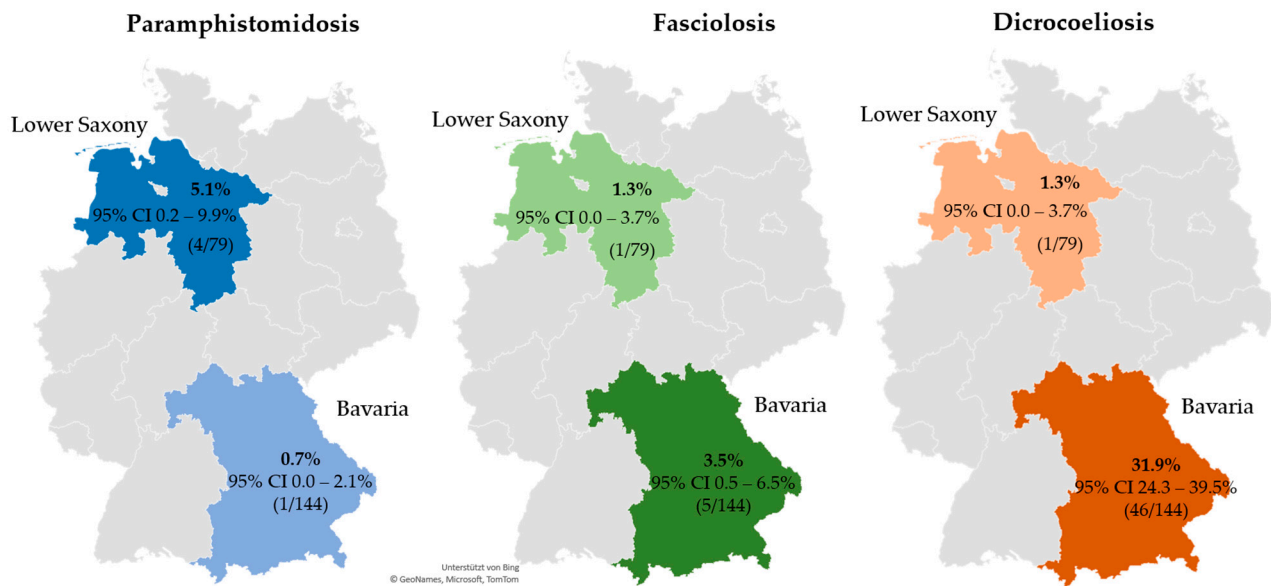 Paramphistomidosis
Lower Saxony
5.1%
95% CI 0.2 – 9.9%
(4/79)
Bavaria
0.7%
95% CI 0.0 – 2.1%
(1/144)
Fasciolosis
Lower Saxony
1.3%
95% CI 0.0 – 3.7%
(1/79)
Bavaria
3.5%
95% CI 0.5 – 6.5%
(5/144)
Unterstützt von Bing
© GeoNames, Microsoft, TomTom
Dicrocoeliosis
Lower Saxony
1.3%
95% CI 0.0 – 3.7%
(1/79)
Bavaria
31.9%
95% CI 24.3 – 39.5%
(46/144)